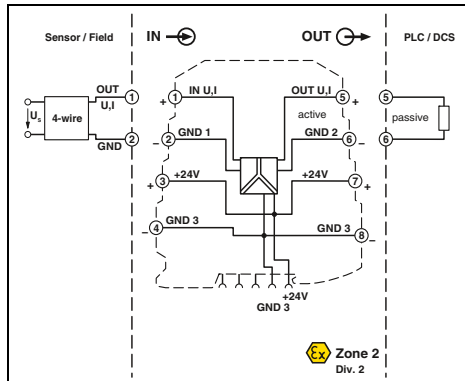 Sensor / Field
IN
OUT
PLC / DCS
OUT
U,I
1
+
1
IN U,I
OUT U,I
5
+
5
active
passive
Us
4-wire
GND
2
−
2
GND 1
GND 2
6
−
6
+
3
+24V
+24V
7
+
−
4
GND 3
GND 3
8
−
GND 3
+24V
Ex
Zone 2
Div. 2